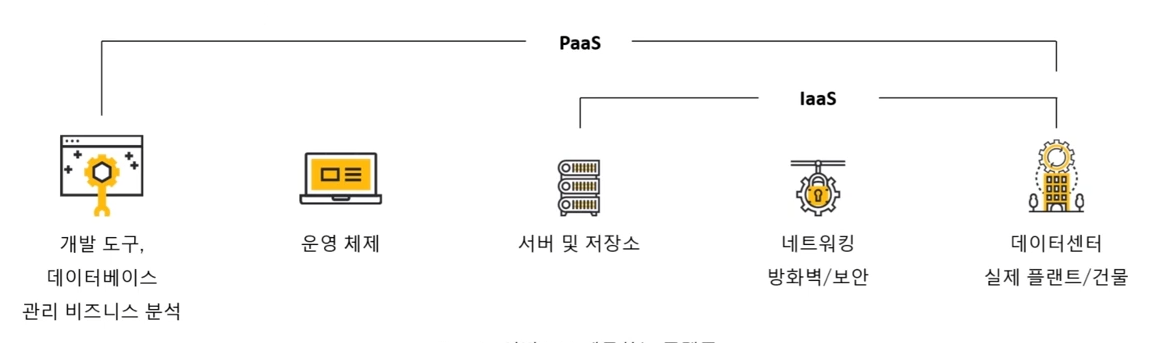 PaaS
IaaS
개발 도구,
데이터베이스
관리 비즈니스 분석
운영 체제
서버 및 저장소
네트워킹
방화벽/보안
데이터센터
실제 플랜트/건물